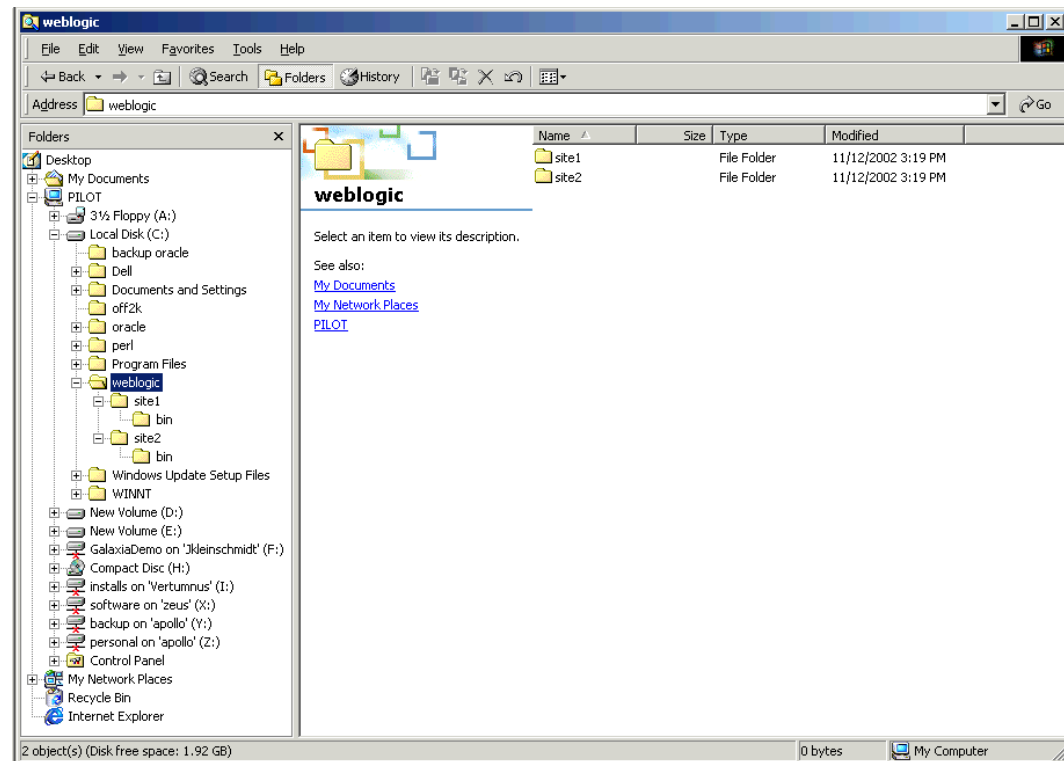 weblogic
File Edit View Favorites Tools Help
Back Search Folders History
Address weblogic Go
Folders x
Desktop
My Documents
PILOT
3½ Floppy (A:)
Local Disk (C:)
backup oracle
Dell
Documents and Settings
off2k
oracle
perl
Program Files
weblogic
site1
bin
site2
bin
Windows Update Setup Files
WINNT
New Volume (D:)
New Volume (E:)
GalaxiaDemo on 'Jkleinschmidt' (F:)
Compact Disc (H:)
installs on 'Vertumnus' (I:)
software on 'zeus' (X:)
backup on 'apollo' (Y:)
personal on 'apollo' (Z:)
Control Panel
My Network Places
Recycle Bin
Internet Explorer
weblogic
Select an item to view its description.
See also:
My Documents
My Network Places
PILOT
Name Size Type Modified
site1 File Folder 11/12/2002 3:19 PM
site2 File Folder 11/12/2002 3:19 PM
2 object(s) (Disk free space: 1.92 GB) 0 bytes My Computer